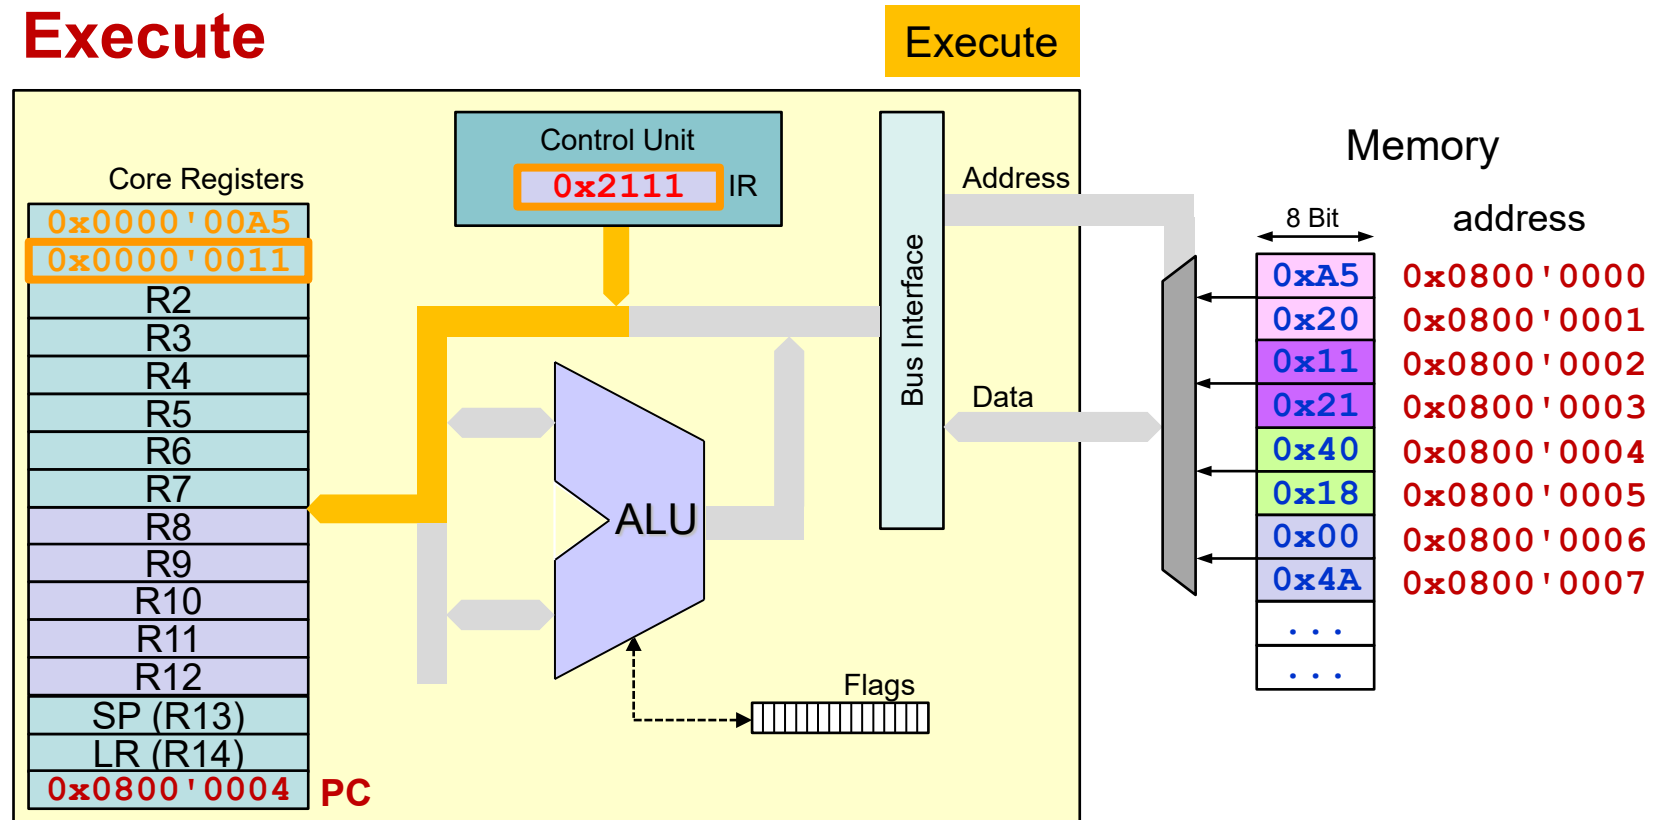 Execute
Execute
Control Unit
0x2111 IR
Core Registers
0x0000'00A5
0x0000'0011
R2
R3
R4
R5
R6
R7
R8
R9
R10
R11
R12
SP (R13)
LR (R14)
0x0800'0004 PC
ALU
Flags
Bus Interface
Address
Data
Memory
8 Bit
address
0xA5 0x0800'0000
0x20 0x0800'0001
0x11 0x0800'0002
0x21 0x0800'0003
0x40 0x0800'0004
0x18 0x0800'0005
0x00 0x0800'0006
0x4A 0x0800'0007
...
...